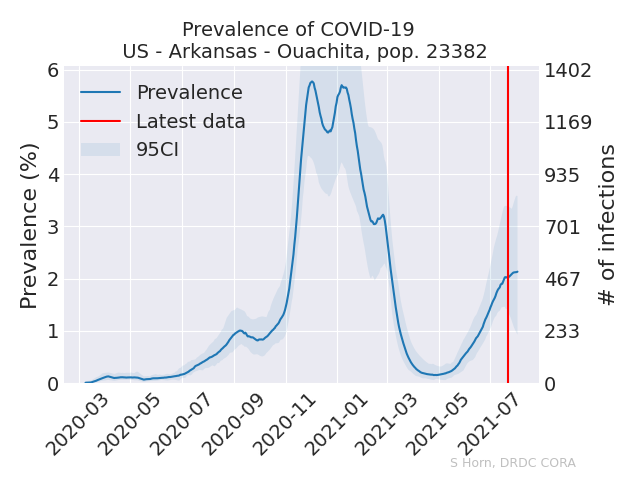 Prevalence of COVID-19
US - Arkansas - Ouachita, pop. 23382
Prevalence (%)
6
5
4
3
2
1
0
Prevalence
Latest data
95CI
1402
1169
935
701
467
233
0
# of infections
2020-03
2020-05
2020-07
2020-09
2020-11
2021-01
2021-03
2021-05
2021-07
S Horn, DRDC CORA